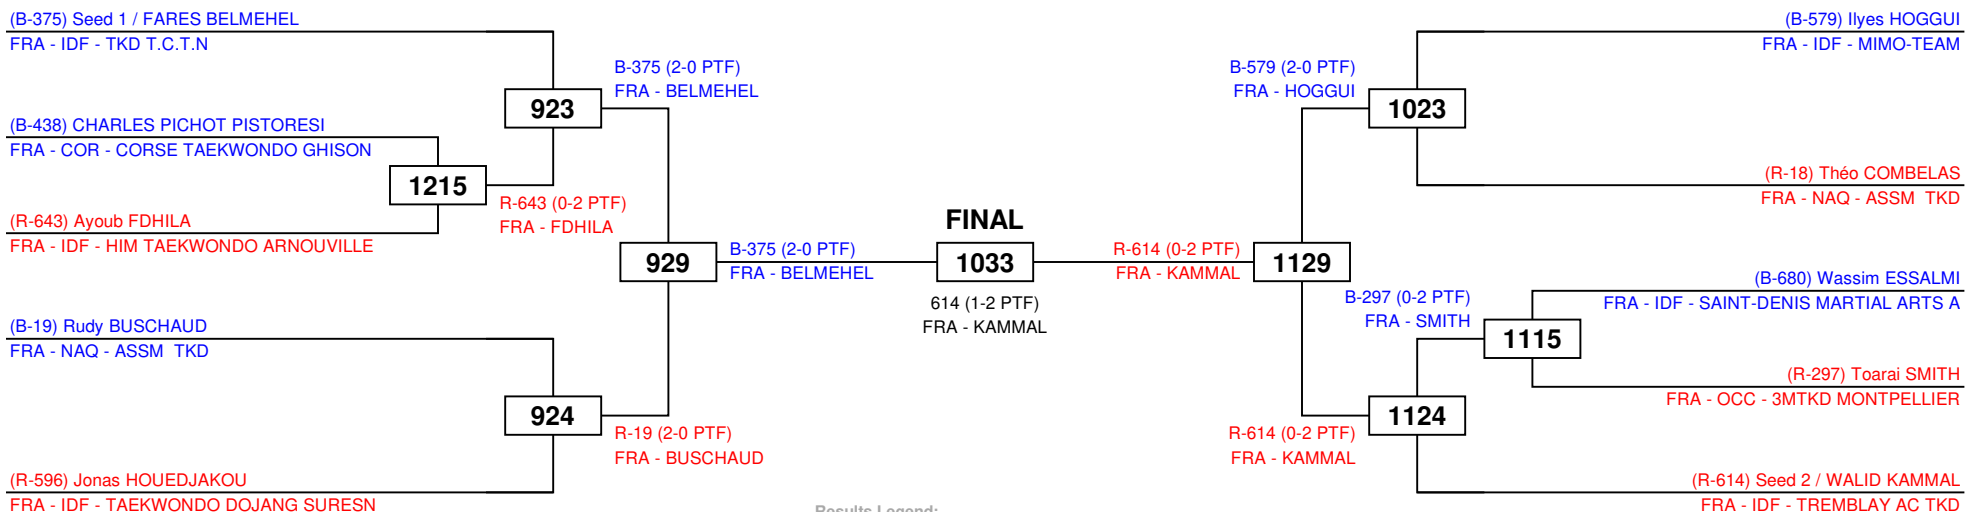 (B-375) Seed 1 / FARES BELMEHEL
FRA - IDF - TKD T.C.T.N
(B-438) CHARLES PICHOT PISTORESI
FRA - COR - CORSE TAEKWONDO GHISON
(R-643) Ayoub FDHILA
FRA - IDF - HIM TAEKWONDO ARNOUVILLE
(B-19) Rudy BUSCHAUD
FRA - NAQ - ASSM  TKD
(R-596) Jonas HOUEDJAKOU
FRA - IDF - TAEKWONDO DOJANG SURESN
1215
R-643 (0-2 PTF)
FRA - FDHILA
923
B-375 (2-0 PTF)
FRA - BELMEHEL
924
R-19 (2-0 PTF)
FRA - BUSCHAUD
929
B-375 (2-0 PTF)
FRA - BELMEHEL
FINAL
1033
614 (1-2 PTF)
FRA - KAMMAL
R-614 (0-2 PTF)
FRA - KAMMAL
1129
B-579 (2-0 PTF)
FRA - HOGGUI
1023
R-614 (0-2 PTF)
FRA - KAMMAL
1124
B-297 (0-2 PTF)
FRA - SMITH
1115
(B-579) Ilyes HOGGUI
FRA - IDF - MIMO-TEAM
(R-18) Théo COMBELAS
FRA - NAQ - ASSM  TKD
(B-680) Wassim ESSALMI
FRA - IDF - SAINT-DENIS MARTIAL ARTS A
(R-297) Toarai SMITH
FRA - OCC - 3MTKD MONTPELLIER
(R-614) Seed 2 / WALID KAMMAL
FRA - IDF - TREMBLAY AC TKD
Results Legend: